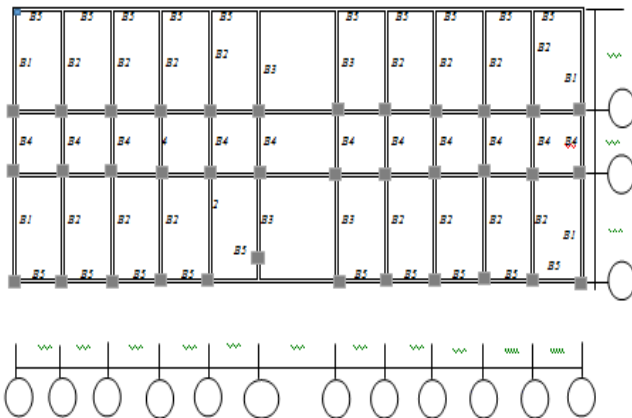 B5 B5 B5 B5 B5 B5 B5 B5 B5 B5
B1 B2 B2 B2 B2 B3 B3 B2 B2 B2 B2 B1
B4 B4 B4 4 B4 B4 B4 B4 B4 B4 B4 B4
B1 B2 B2 B2 2 B3 B3 B2 B2 B2 B2 B1
B5 B5
B5 B5 B5 B5 B5 B5 B5 B5